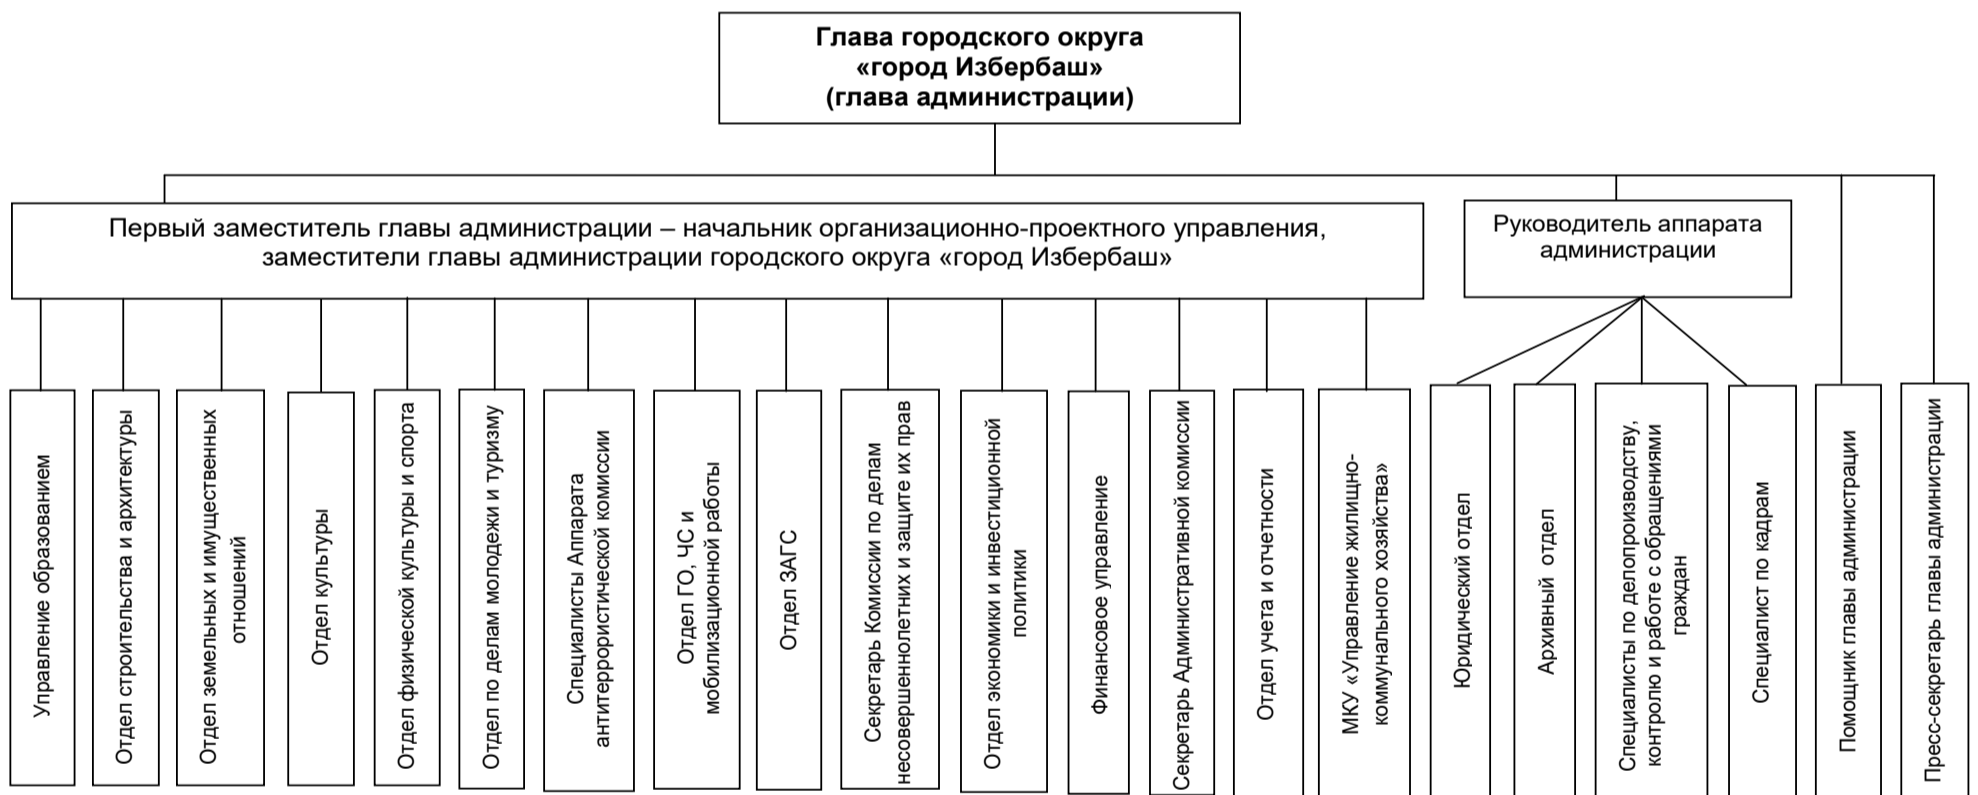 Глава городского округа
«город Избербаш»
(глава администрации)
Первый заместитель главы администрации – начальник организационно-проектного управления,
заместители главы администрации городского округа «город Избербаш»
Руководитель аппарата
администрации
Управление образованием
Отдел строительства и архитектуры
Отдел земельных и имущественных
отношений
Отдел культуры
Отдел физической культуры и спорта
Отдел по делам молодежи и туризму
Специалисты Аппарата
антитеррористической комиссии
Отдел ГО, ЧС и
мобилизационной работы
Отдел ЗАГС
Секретарь Комиссии по делам
несовершеннолетних и защите их прав
Отдел экономики и инвестиционной
политики
Финансовое управление
Секретарь Административной комиссии
Отдел учета и отчетности
МКУ «Управление жилищно-
коммунального хозяйства»
Юридический отдел
Архивный отдел
Специалисты по делопроизводству,
контролю и работе с обращениями
граждан
Специалист по кадрам
Помощник главы администрации
Пресс-секретарь главы администрации